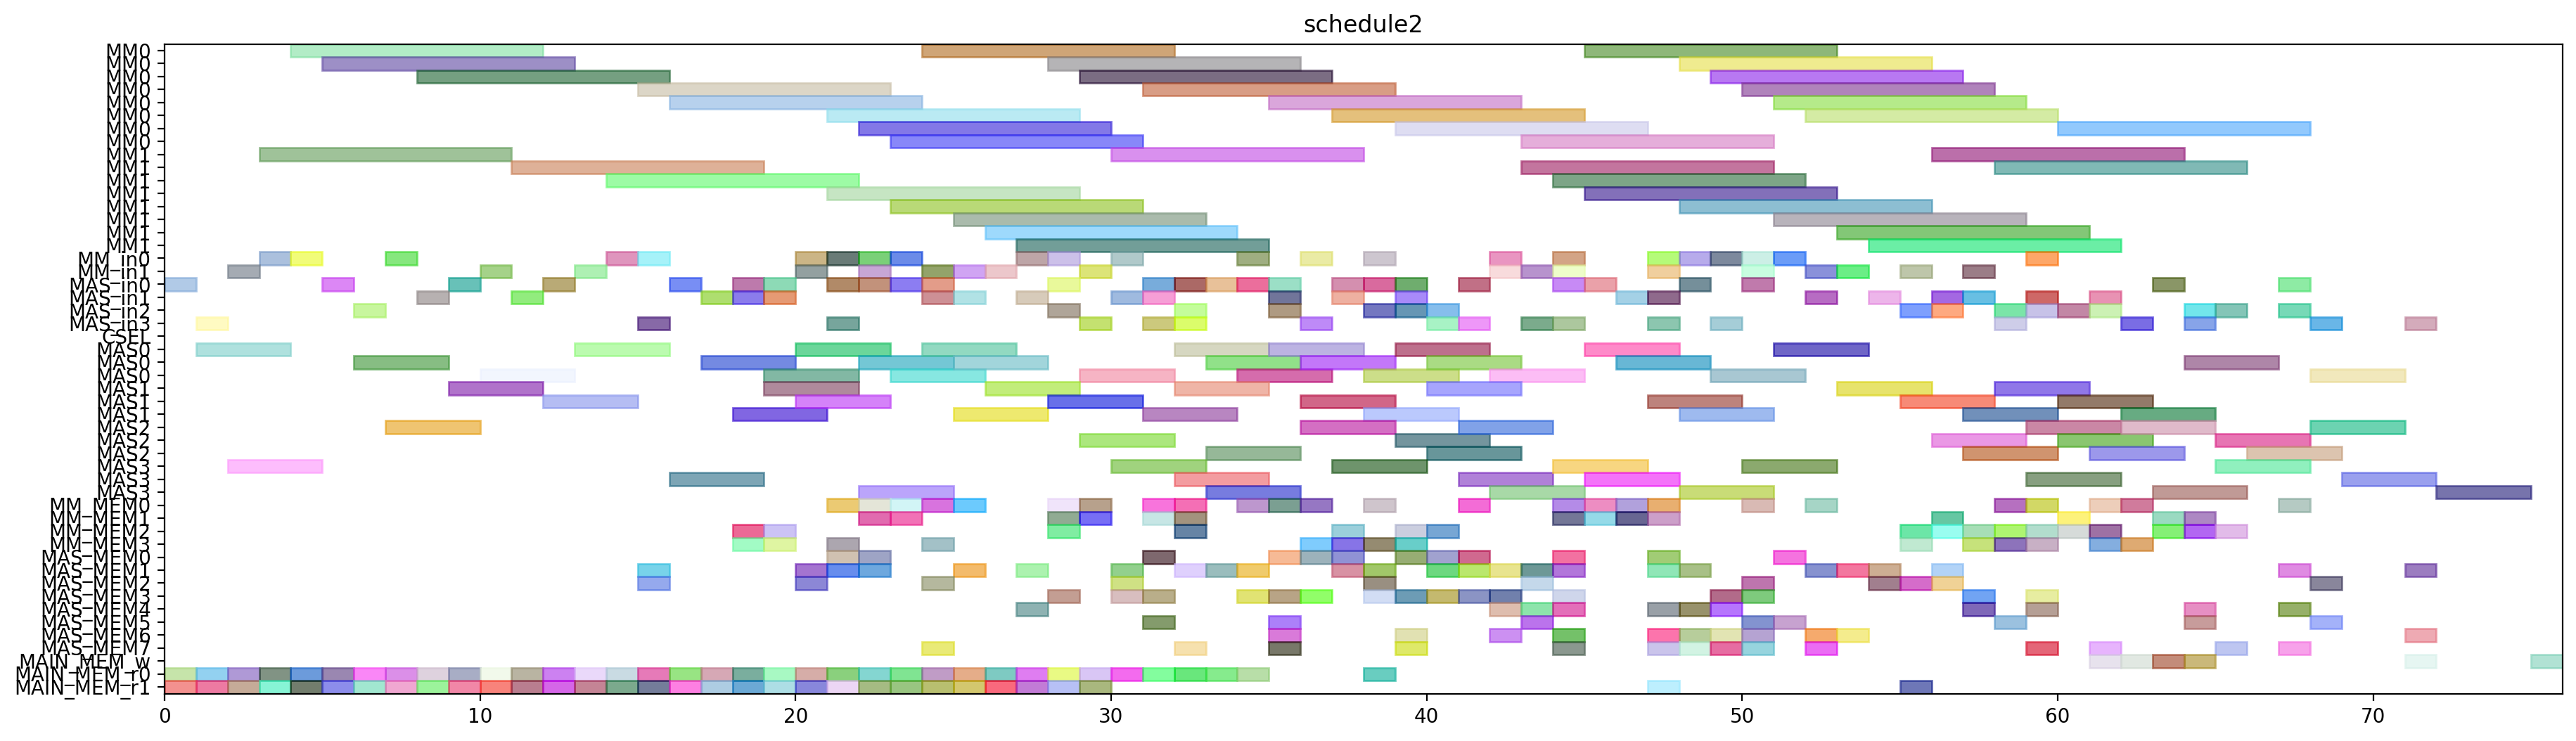 schedule2
MM0
MM0
MM0
MM0
MM0
MM0
MM0
MM0
MM1
MM1
MM1
MM1
MM1
MM1
MM1
MM1
MM_in0
MM_in1
MAS_in0
MAS_in1
MAS_in2
MAS_in3
CSEL
MAS0
MAS0
MAS0
MAS1
MAS1
MAS1
MAS2
MAS2
MAS2
MAS3
MAS3
MAS3
MM_MEM0
MM_MEM1
MM_MEM2
MM_MEM3
MAS_MEM0
MAS_MEM1
MAS_MEM2
MAS_MEM3
MAS_MEM4
MAS_MEM5
MAS_MEM6
MAS_MEM7
MAIN_MEM_w
MAIN_MEM_r0
MAIN_MEM_r1
0 10 20 30 40 50 60 70